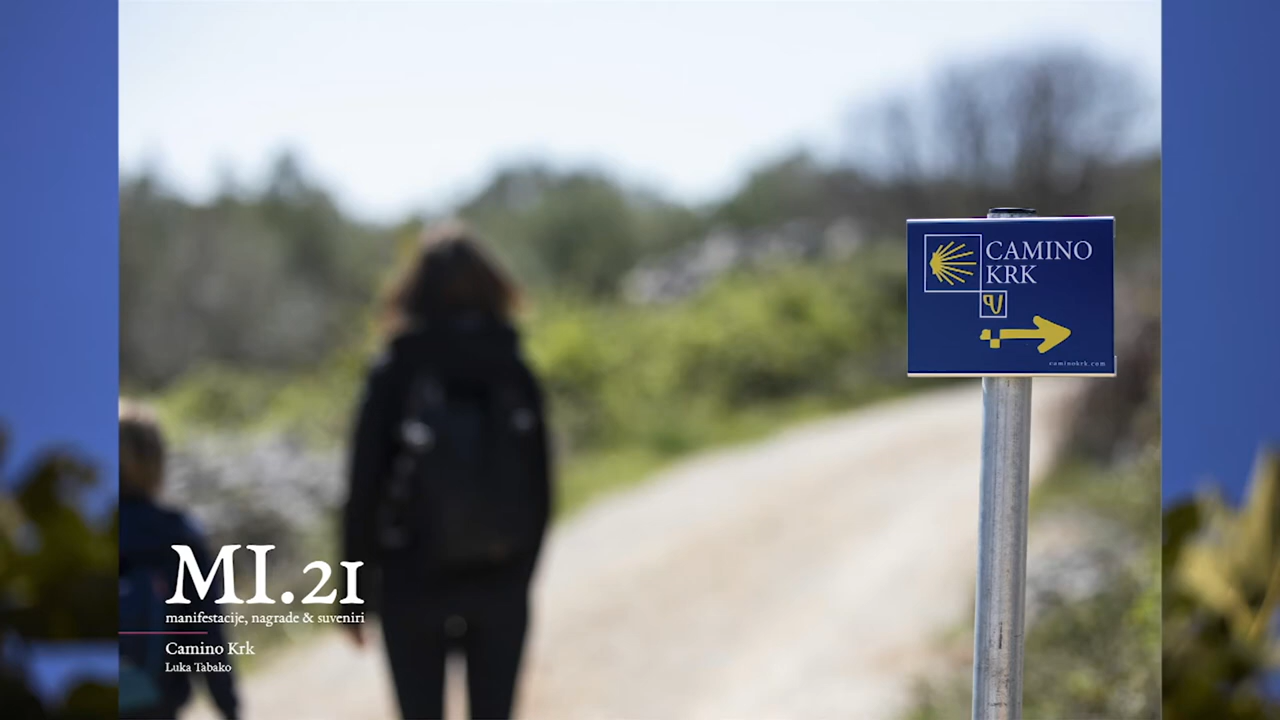 CAMINO
KRK
caminokrk.com
MI.21
manifestacije, nagrade & suveniri
Camino Krk
Luka Tabako